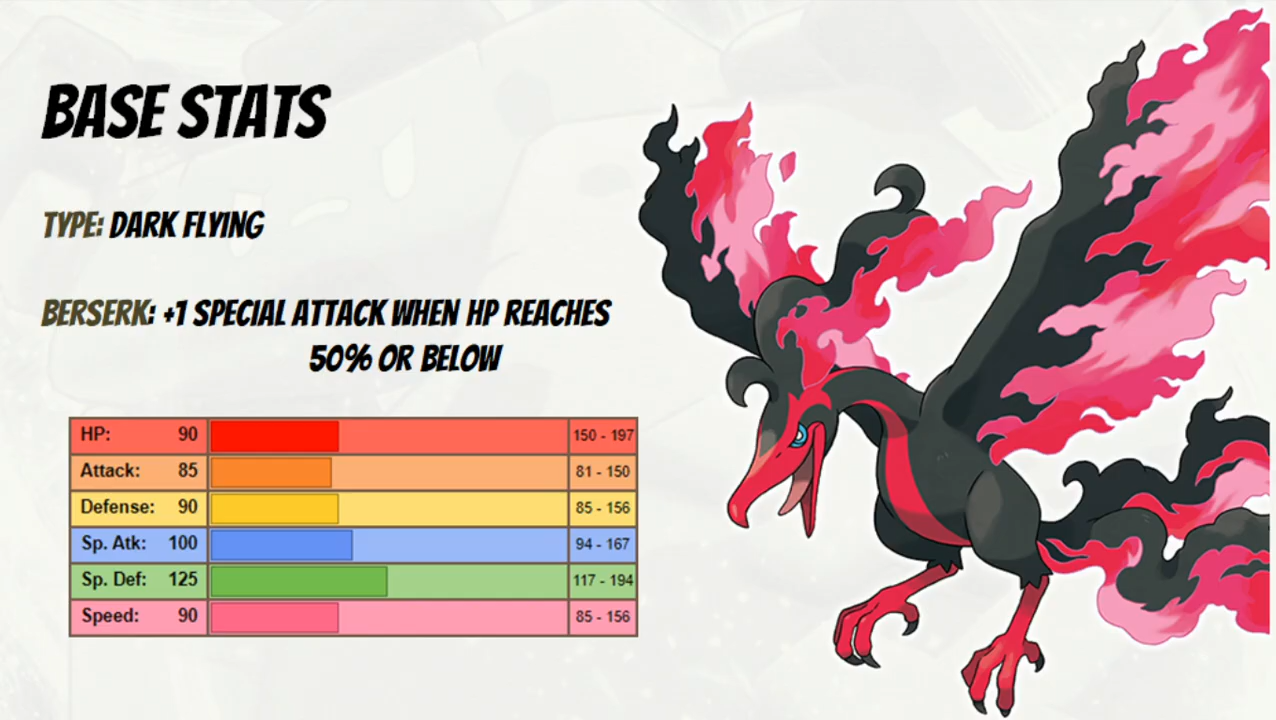 BASE STATS
TYPE: DARK FLYING
BERSERK: +1 SPECIAL ATTACK WHEN HP REACHES
50% OR BELOW
HP: 90 150 - 197
Attack: 85 81 - 150
Defense: 90 85 - 156
Sp. Atk: 100 94 - 167
Sp. Def: 125 117 - 194
Speed: 90 85 - 156